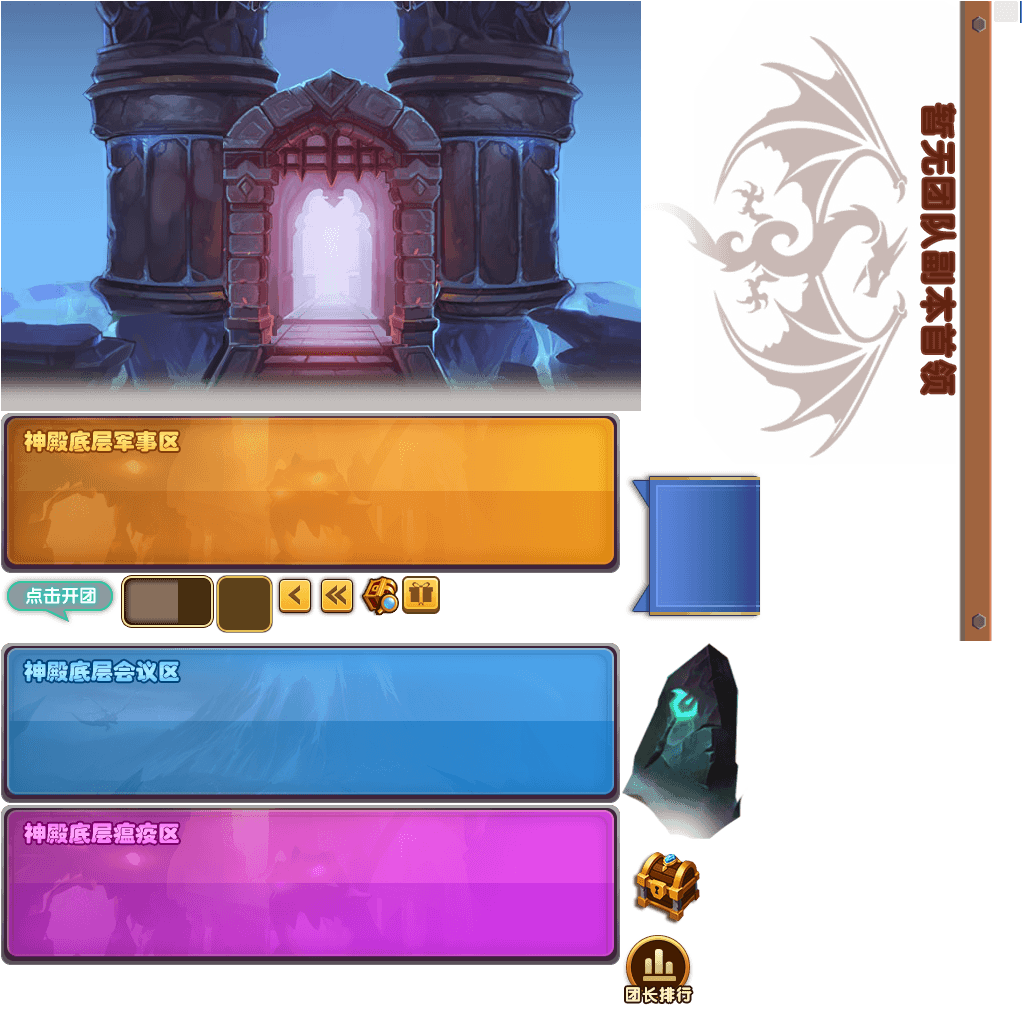 暂无团队副本首领
神殿底层军事区
点击开团
神殿底层会议区
神殿底层瘟疫区
团长排行